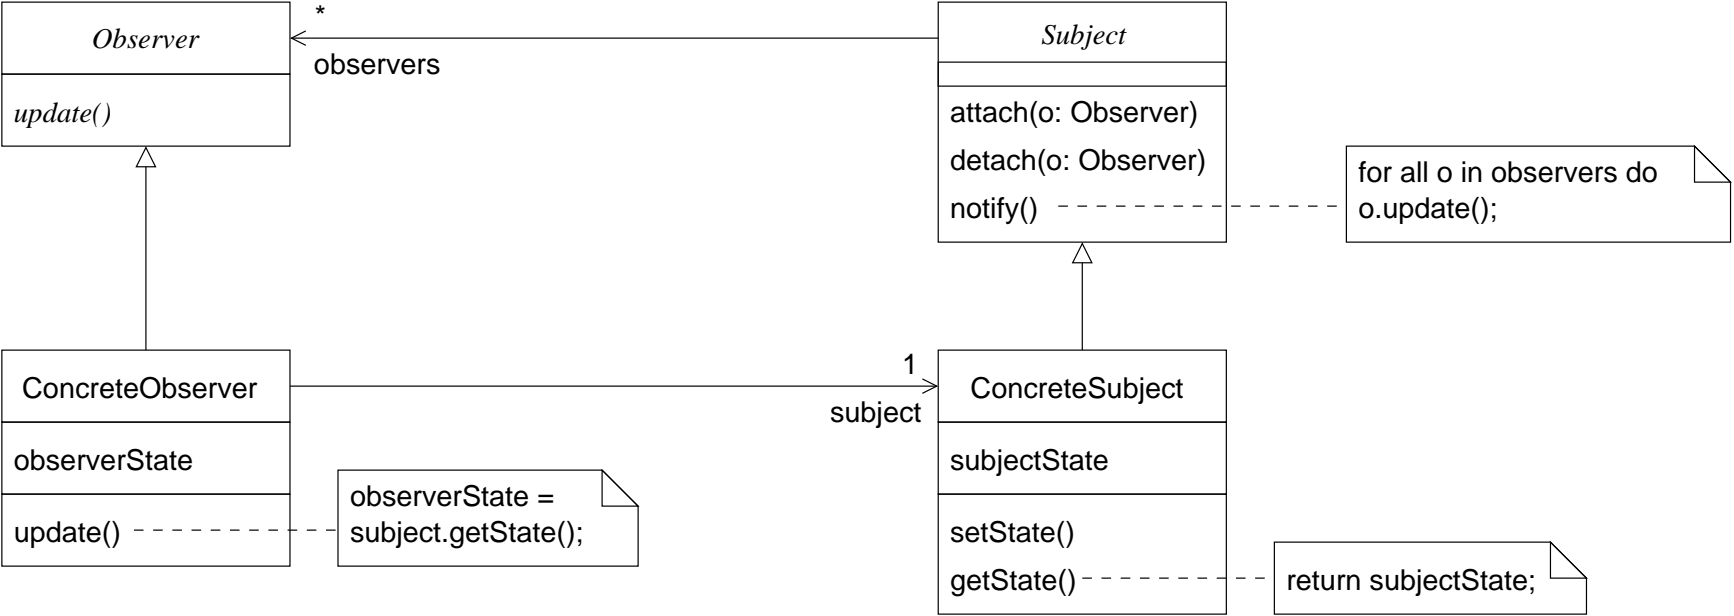 Observer
update()
*
observers
Subject
attach(o: Observer)
detach(o: Observer)
notify()
for all o in observers do
o.update();
ConcreteObserver
observerState
update()
observerState =
subject.getState();
1
subject
ConcreteSubject
subjectState
setState()
getState()
return subjectState;